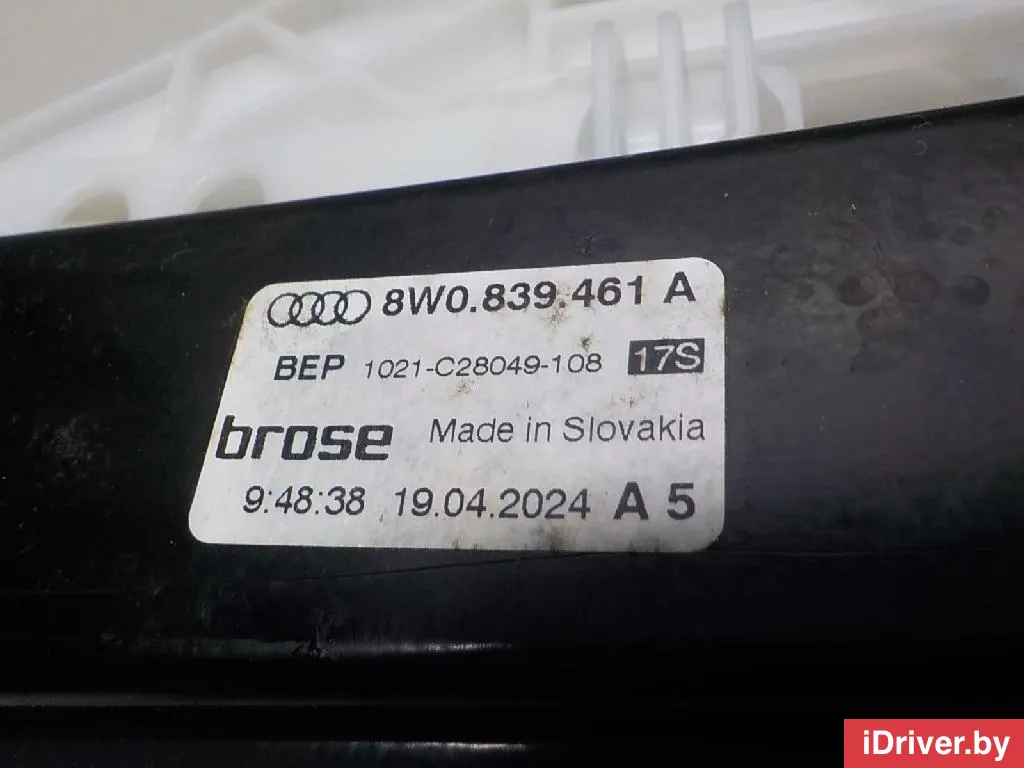 8W0.839.461 A
BEP 1021-C28049-108 17S
brose Made in Slovakia
9:48:38 19.04.2024 A 5
iDriver.by